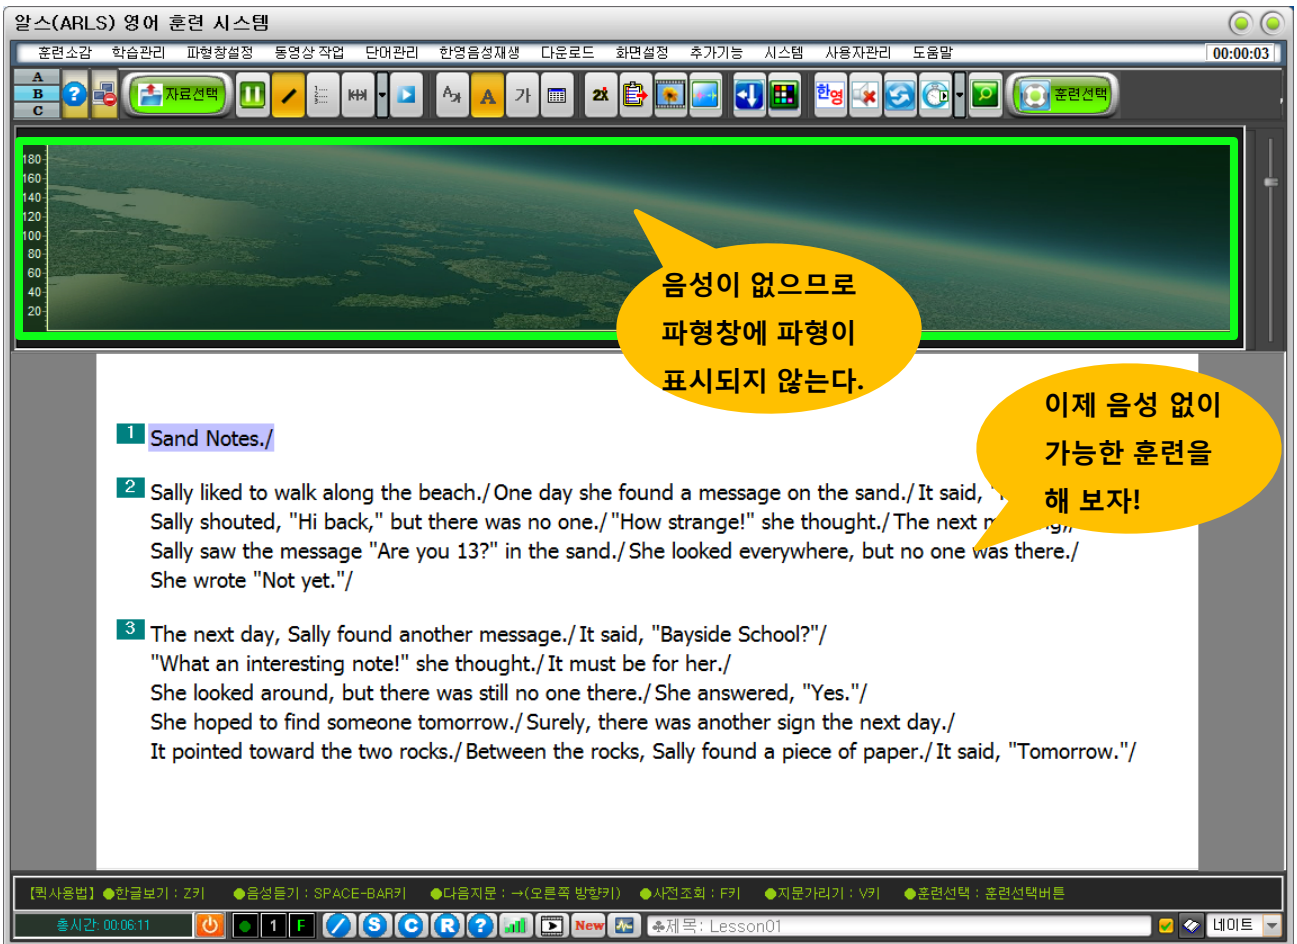 알스(ARLS) 영어 훈련 시스템
훈련소감 학습관리 파형창설정 동영상 작업 단어관리 한영음성재생 다운로드 화면설정 추가기능 시스템 사용자관리 도움말 00:00:03
A
B
C
자료선택
가
2X
한영
훈련선택
180
160
140
120
100
80
60
40
20
음성이 없으므로
파형창에 파형이
표시되지 않는다.
이제 음성 없이
가능한 훈련을
해 보자!
1 Sand Notes./
2 Sally liked to walk along the beach./ One day she found a message on the sand./ It said,
Sally shouted, "Hi back," but there was no one./ "How strange!" she thought./ The next
Sally saw the message "Are you 13?" in the sand./ She looked everywhere, but no one was there./
She wrote "Not yet."/
3 The next day, Sally found another message./ It said, "Bayside School?"/
"What an interesting note!" she thought./ It must be for her./
She looked around, but there was still no one there./ She answered, "Yes."/
She hoped to find someone tomorrow./ Surely, there was another sign the next day./
It pointed toward the two rocks./ Between the rocks, Sally found a piece of paper./ It said, "Tomorrow."/
[퀵사용법] ●한글보기 : Z키 ●음성듣기 : SPACE-BAR키 ●다음지문 : →(오른쪽 방향키) ●사전조회 : F키 ●지문가리기 : V키 ●훈련선택 : 훈련선택버튼
총시간: 00:06:11 1 F S C R ? New ♣제목: Lesson01 네이트